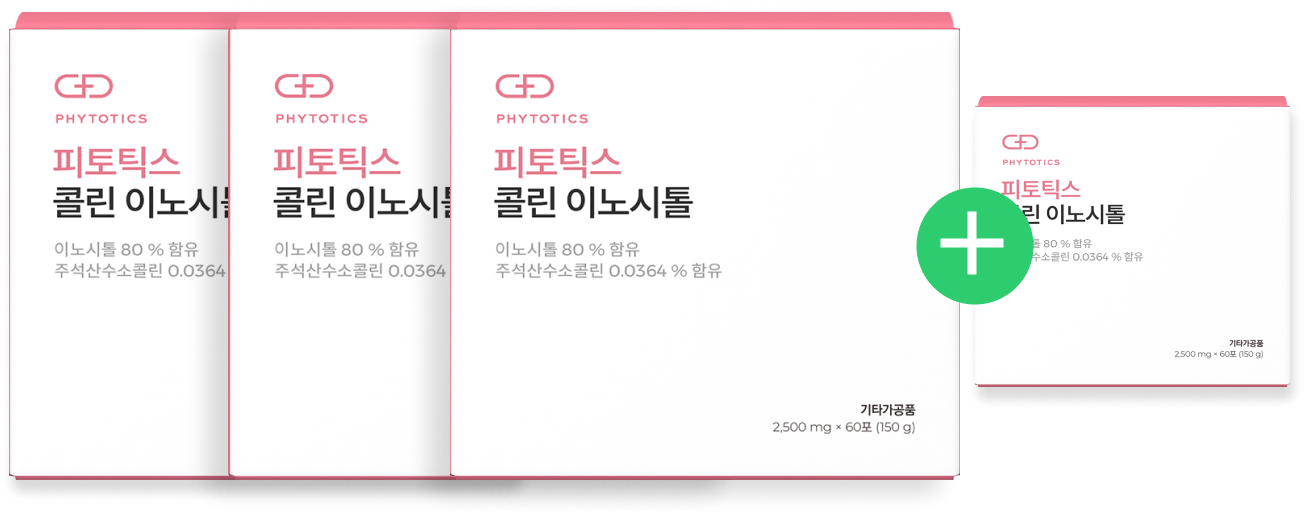 PHYTOTICS
피토틱스
콜린 이노시
이노시톨 80 % 함유
주석산수소콜린 0.0364
PHYTOTICS
피토틱스
콜린 이노시
이노시톨 80 % 함유
주석산수소콜린 0.0364
PHYTOTICS
피토틱스
콜린 이노시톨
이노시톨 80 % 함유
주석산수소콜린 0.0364 % 함유
기타가공품
2,500 mg × 60포 (150 g)
PHYTOTICS
피토틱스
린 이노시톨
톨 80 % 함유
수소콜린 0.0364 % 함유
기타가공품
2,500 mg × 60포 (150 g)